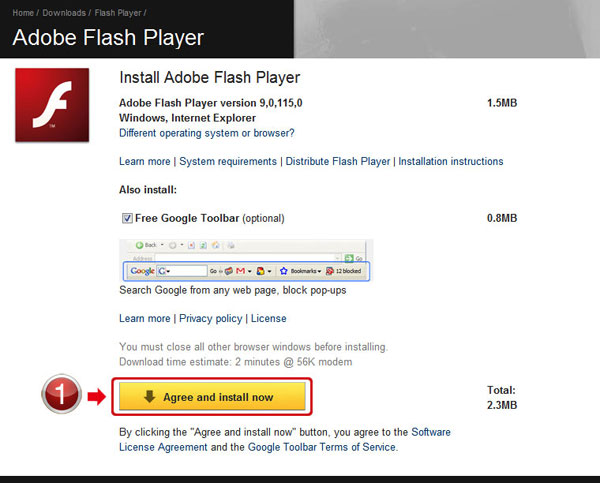 Home / Downloads / Flash Player /
Adobe Flash Player
Install Adobe Flash Player
Adobe Flash Player version 9,0,115,0 1.5MB
Windows, Internet Explorer
Different operating system or browser?
Learn more | System requirements | Distribute Flash Player | Installation instructions
Also install:
Free Google Toolbar (optional) 0.8MB
Back
Address Go
Google G Go Bookmarks 12 blocked
Search Google from any web page, block pop-ups
Learn more | Privacy policy | License
You must close all other browser windows before installing.
Download time estimate: 2 minutes @ 56K modem
1 Agree and install now Total:
2.3MB
By clicking the "Agree and install now" button, you agree to the Software
License Agreement and the Google Toolbar Terms of Service.